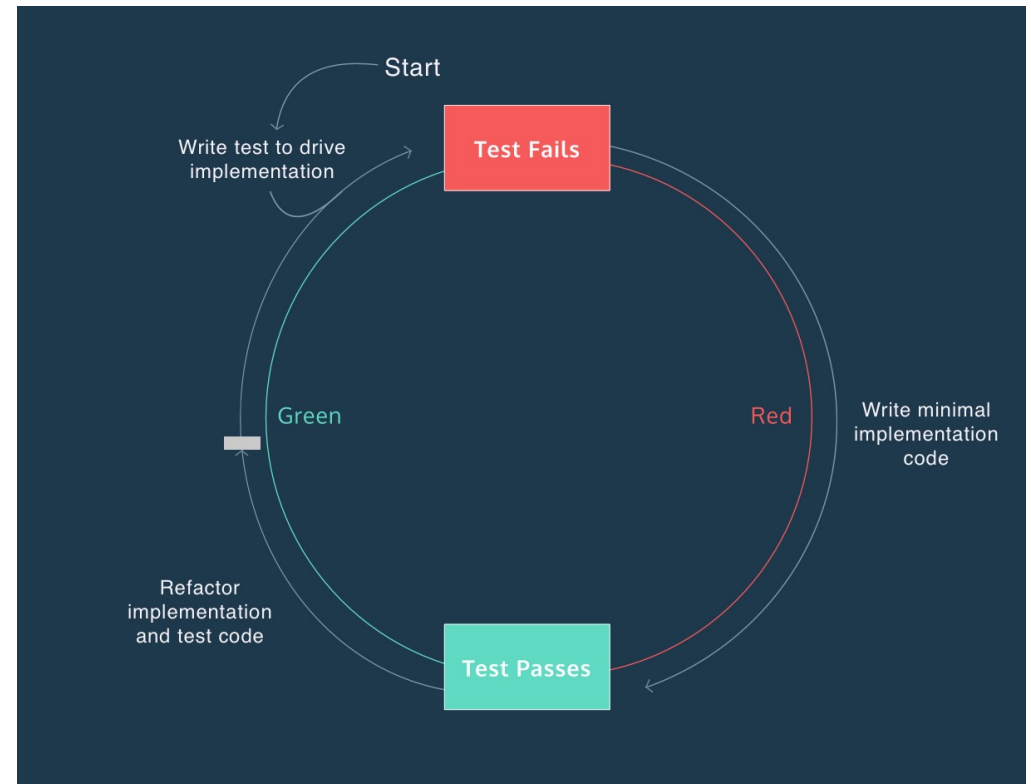 Start
Write test to drive
implementation
Test Fails
Green
Red
Write minimal
implementation
code
Refactor
implementation
and test code
Test Passes